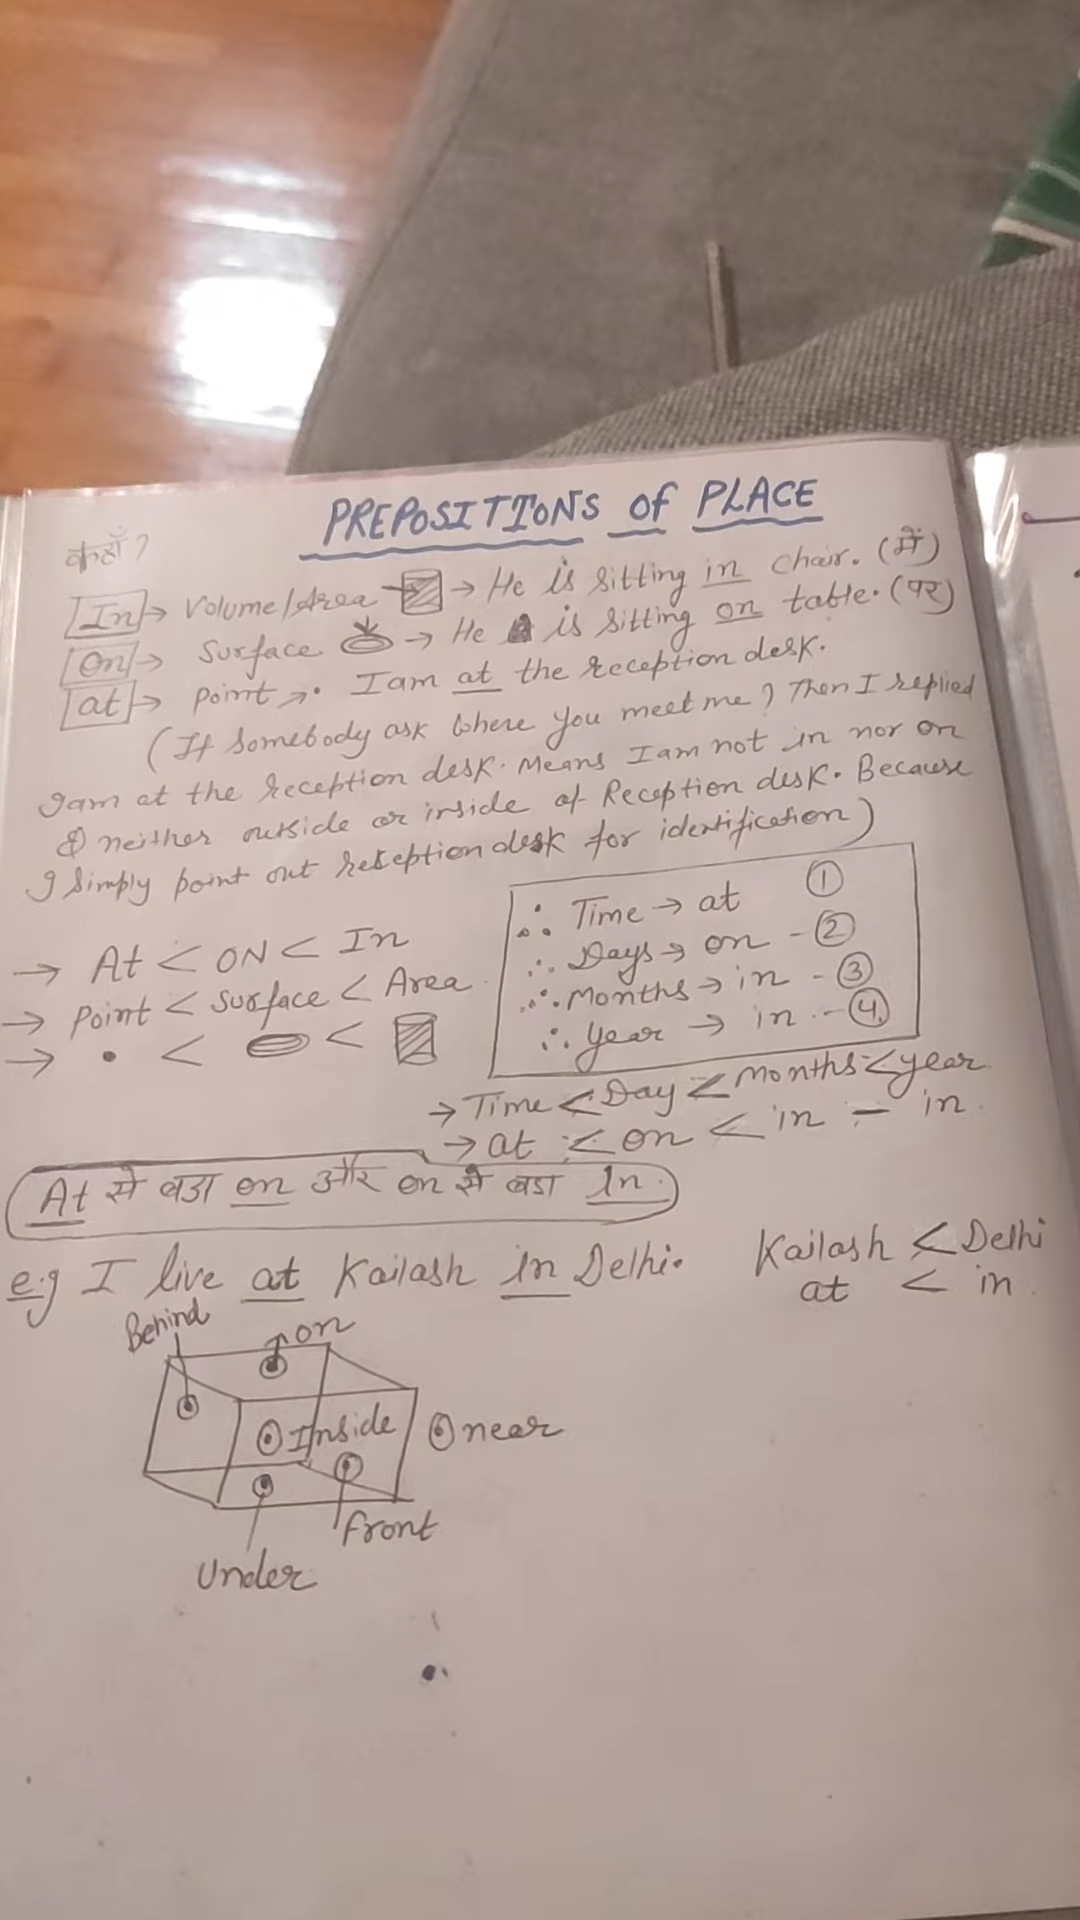 PREPOSITIONS of PLACE
कहाँ ?
In → Volume/Area → He is sitting in chair. (में)
On → Surface → He is sitting on table. (पर)
at → Point → . I am at the reception desk.
(If Somebody ask where you meet me? Then I replied
I am at the reception desk. Means I am not in nor on
& neither outside or inside of Reception desk. Because
I simply point out reception desk for identification)
∴ Time → at ①
∴ Days → on - ②
∴ Months → in - ③
∴ year → in - ④
→ At < ON < In
→ Point < Surface < Area
→ • < <
→ Time < Day < Months < year
→ at < on < in - in
At से बडा on और on से बडा In.
e.g I live at Kailash in Delhi.
Kailash < Delhi
at < in
Behind
on
Inside
near
Front
Under